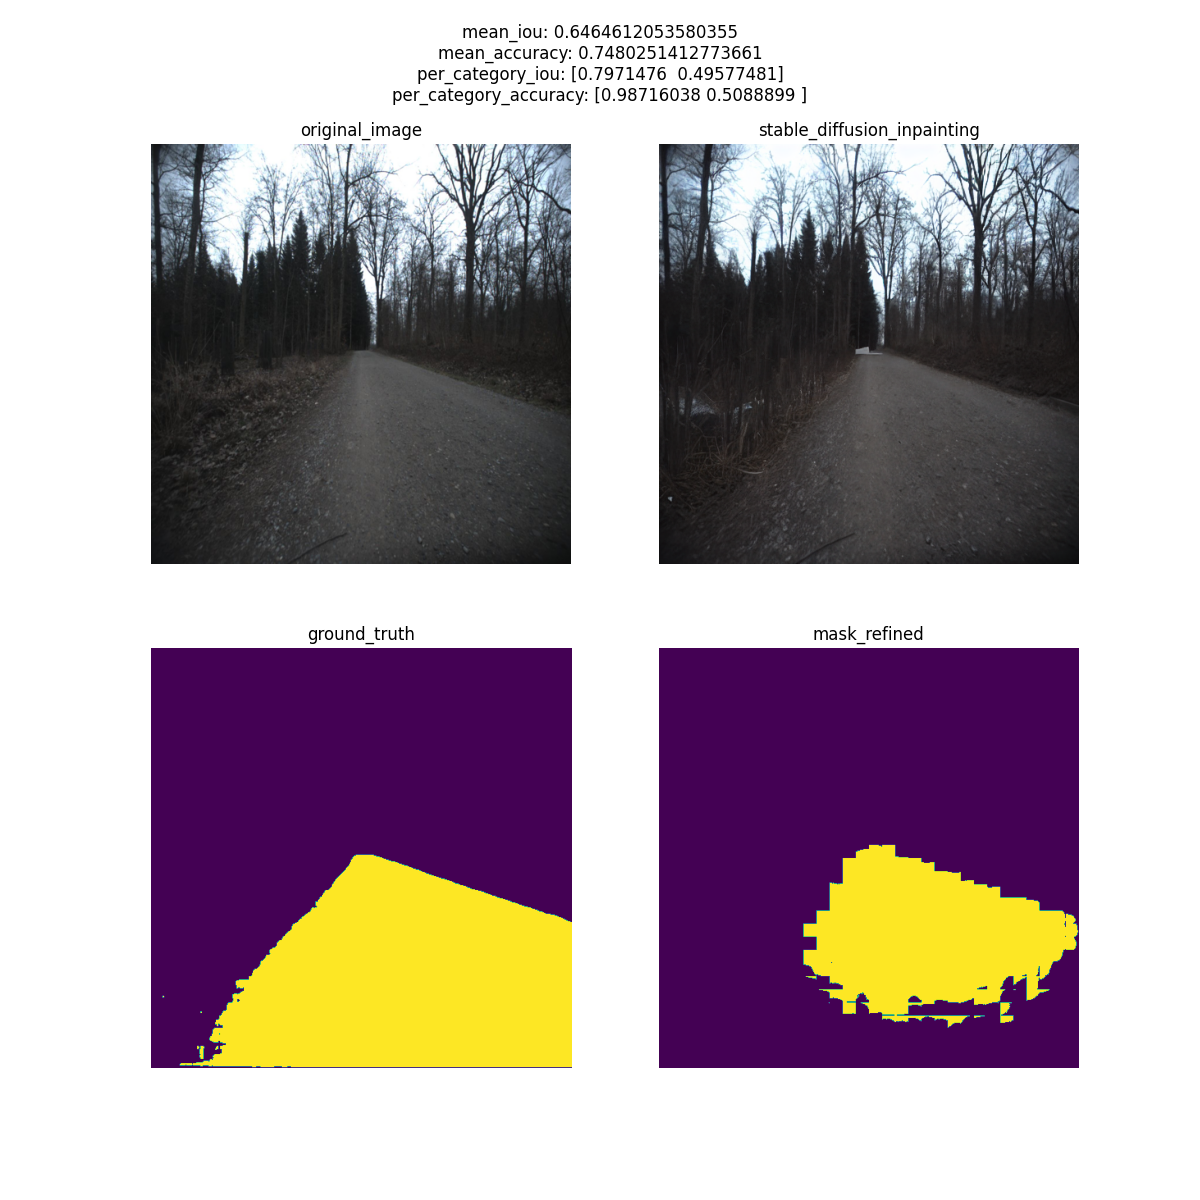 mean_iou: 0.6464612053580355
mean_accuracy: 0.7480251412773661
per_category_iou: [0.7971476  0.49577481]
per_category_accuracy: [0.98716038 0.5088899 ]
original_image
stable_diffusion_inpainting
ground_truth
mask_refined